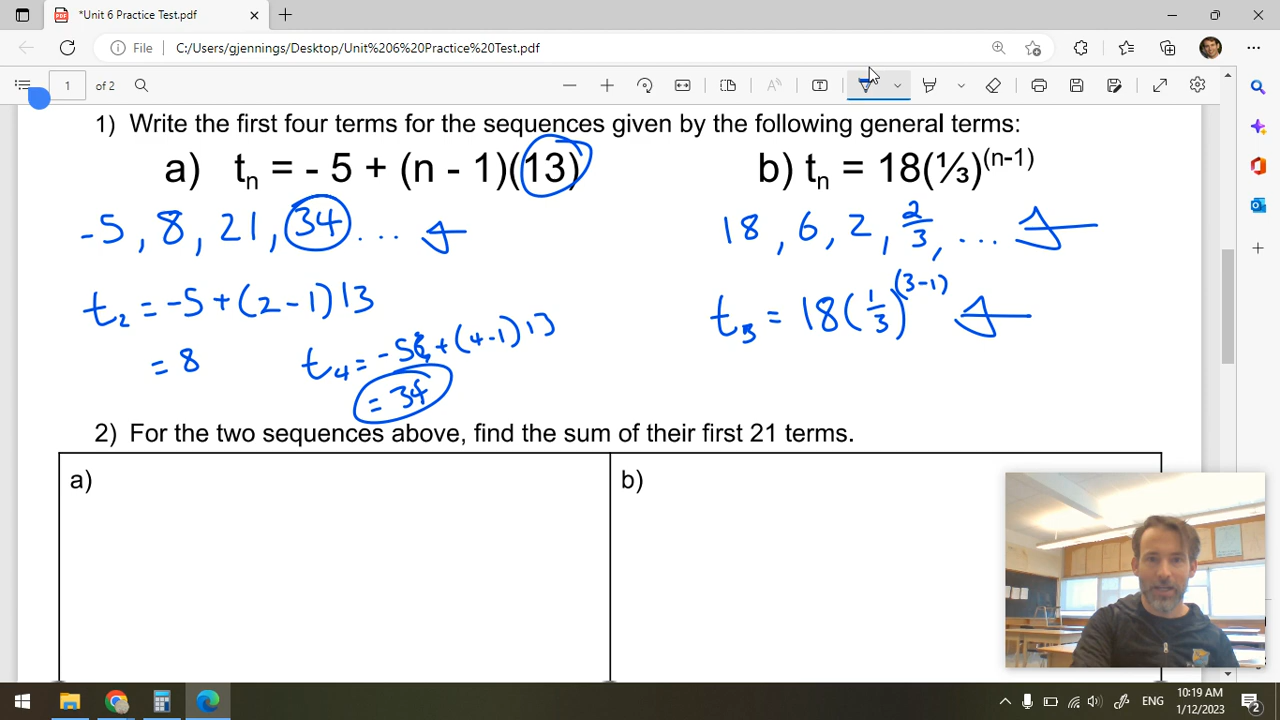 *Unit 6 Practice Test.pdf
File C:/Users/gjennings/Desktop/Unit%206%20Practice%20Test.pdf
1 of 2
1) Write the first four terms for the sequences given by the following general terms:
a) tₙ = - 5 + (n - 1)(13)
b) tₙ = 18(⅓)⁽ⁿ⁻¹⁾
-5, 8, 21, 34 ...
18, 6, 2, 2/3, ...
t₂ = -5 + (2 - 1) 13
= 8
t₄ = -5 + (4-1) 13
= 34
t₃ = 18(1/3)⁽³⁻¹⁾
2) For the two sequences above, find the sum of their first 21 terms.
a)
b)
ENG
10:19 AM
1/12/2023
2